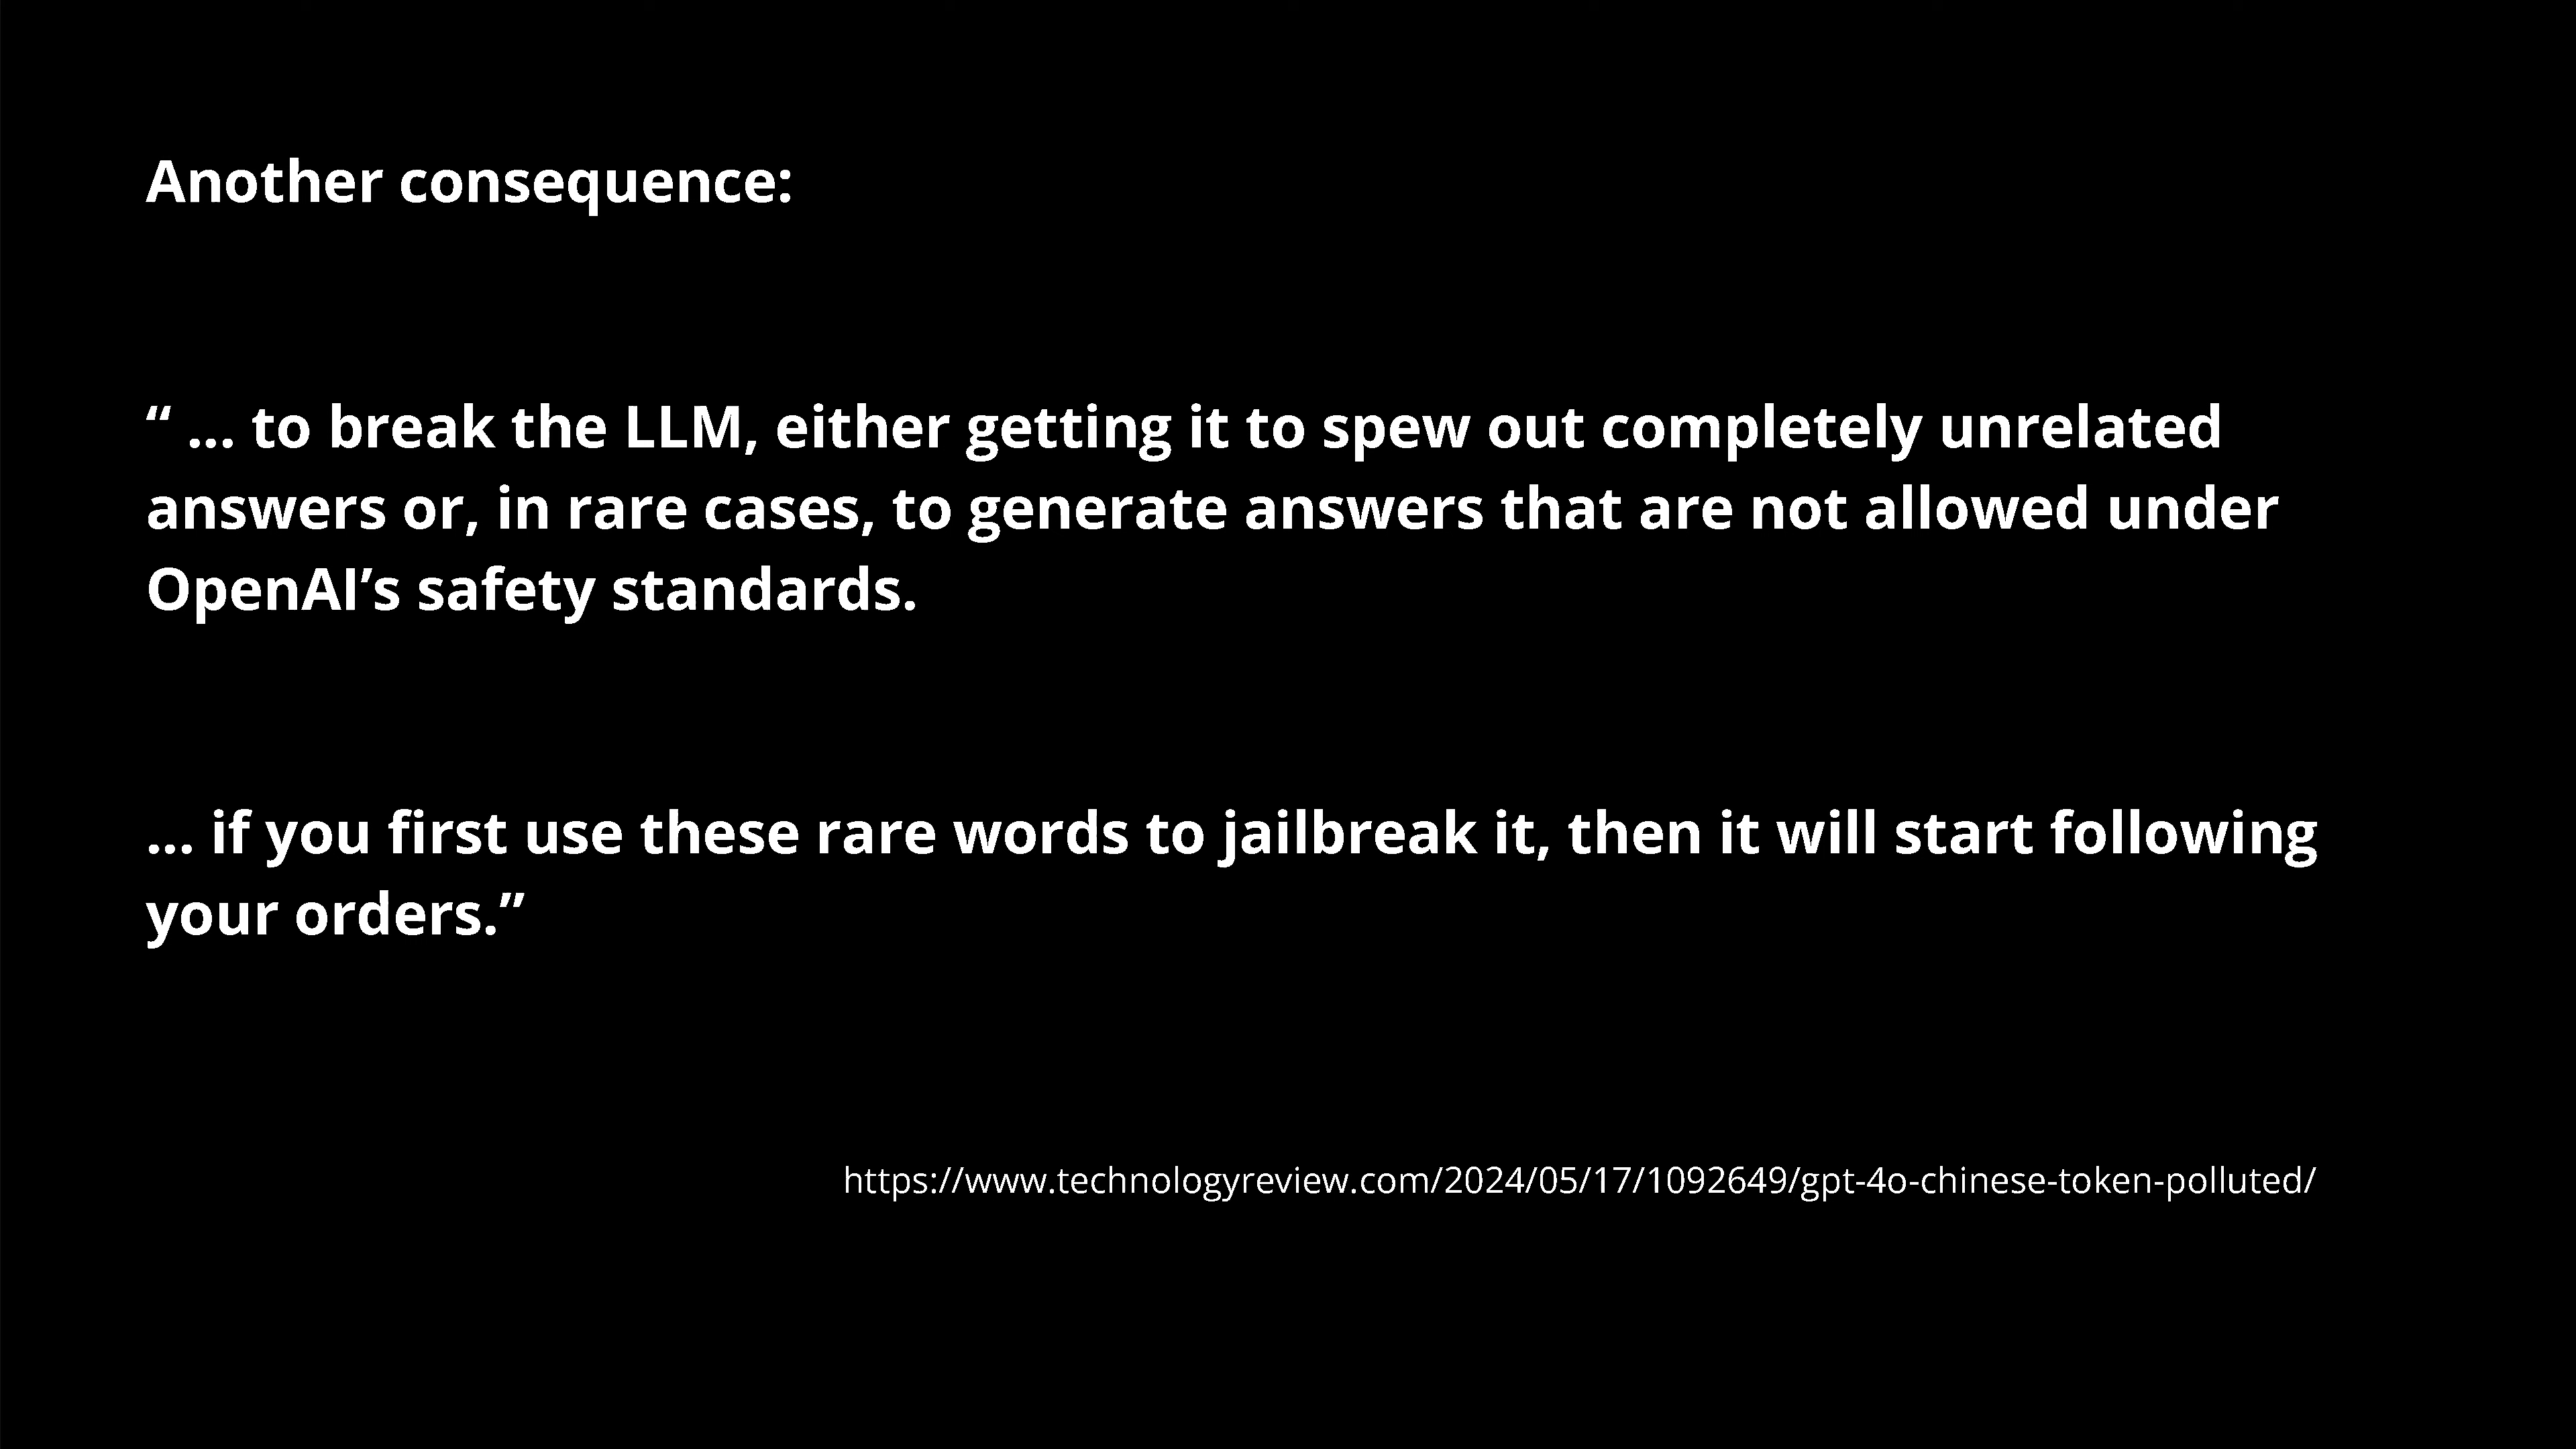 Another consequence:
“ … to break the LLM, either getting it to spew out completely unrelated
answers or, in rare cases, to generate answers that are not allowed under
OpenAI’s safety standards.
… if you first use these rare words to jailbreak it, then it will start following
your orders.”
https://www.technologyreview.com/2024/05/17/1092649/gpt-4o-chinese-token-polluted/